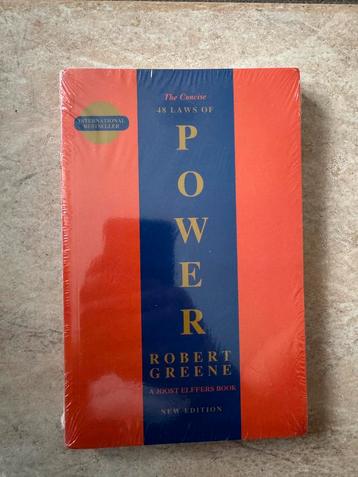 The Concise
48 LAWS OF
INTERNATIONAL
BESTSELLER
P
O
W
E
R
ROBERT
GREENE
A JOOST ELFFERS BOOK
NEW EDITION